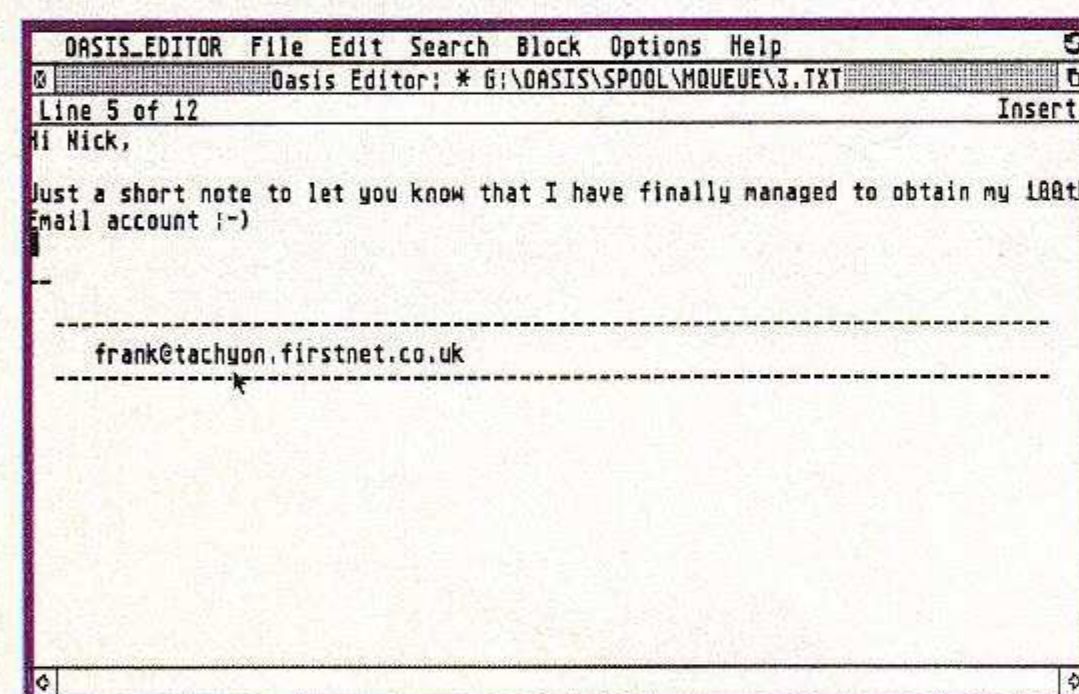 OASIS_EDITOR File Edit Search Block Options Help
Oasis Editor: * G:\OASIS\SPOOL\MQUEUE\3.TXT
Line 5 of 12 Insert
Hi Nick,
Just a short note to let you know that I have finally managed to obtain my 100th
Email account :-)
--
--------------------------------------------------------------------------------
frank@tachyon.firstnet.co.uk
--------------------------------------------------------------------------------